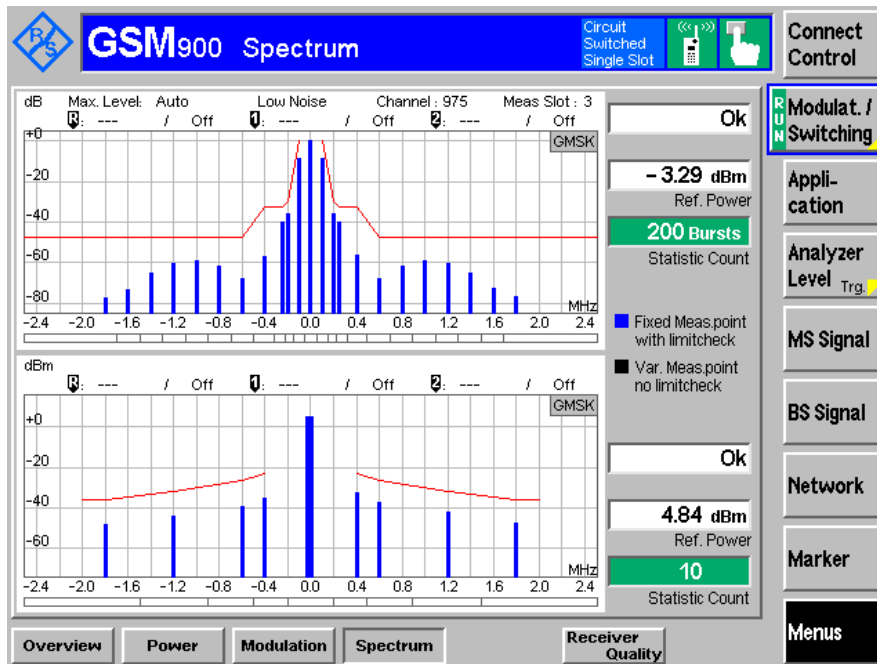 R&S
GSM900 Spectrum
Circuit
Switched
Single Slot
Connect
Control
dB Max. Level: Auto Low Noise Channel : 975 Meas Slot : 3
R: --- / Off 1: --- / Off 2: --- / Off
GMSK
+0
-20
-40
-60
-80
MHz
-2.4 -2.0 -1.6 -1.2 -0.8 -0.4 0.0 0.4 0.8 1.2 1.6 2.0 2.4
Ok
-3.29 dBm
Ref. Power
200 Bursts
Statistic Count
Fixed Meas.point
with limitcheck
Var. Meas.point
no limitcheck
dBm
R: --- / Off 1: --- / Off 2: --- / Off
GMSK
+0
-20
-40
-60
MHz
-2.4 -2.0 -1.6 -1.2 -0.8 -0.4 0.0 0.4 0.8 1.2 1.6 2.0 2.4
Ok
4.84 dBm
Ref. Power
10
Statistic Count
RUN
Modulat. /
Switching
Appli-
cation
Analyzer
Level Trg.
MS Signal
BS Signal
Network
Marker
Menus
Overview Power Modulation Spectrum Receiver
Quality